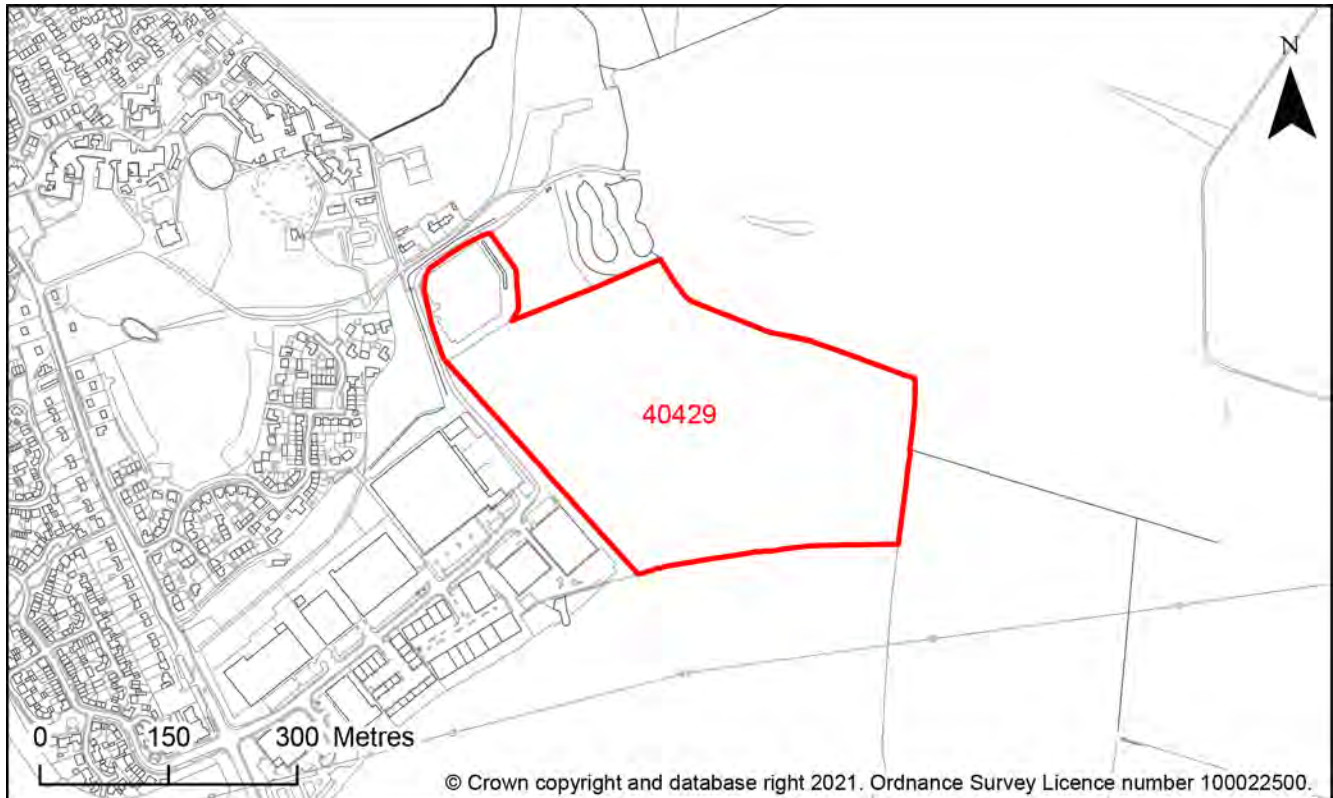 N
40429
0 150 300 Metres
© Crown copyright and database right 2021. Ordnance Survey Licence number 100022500.